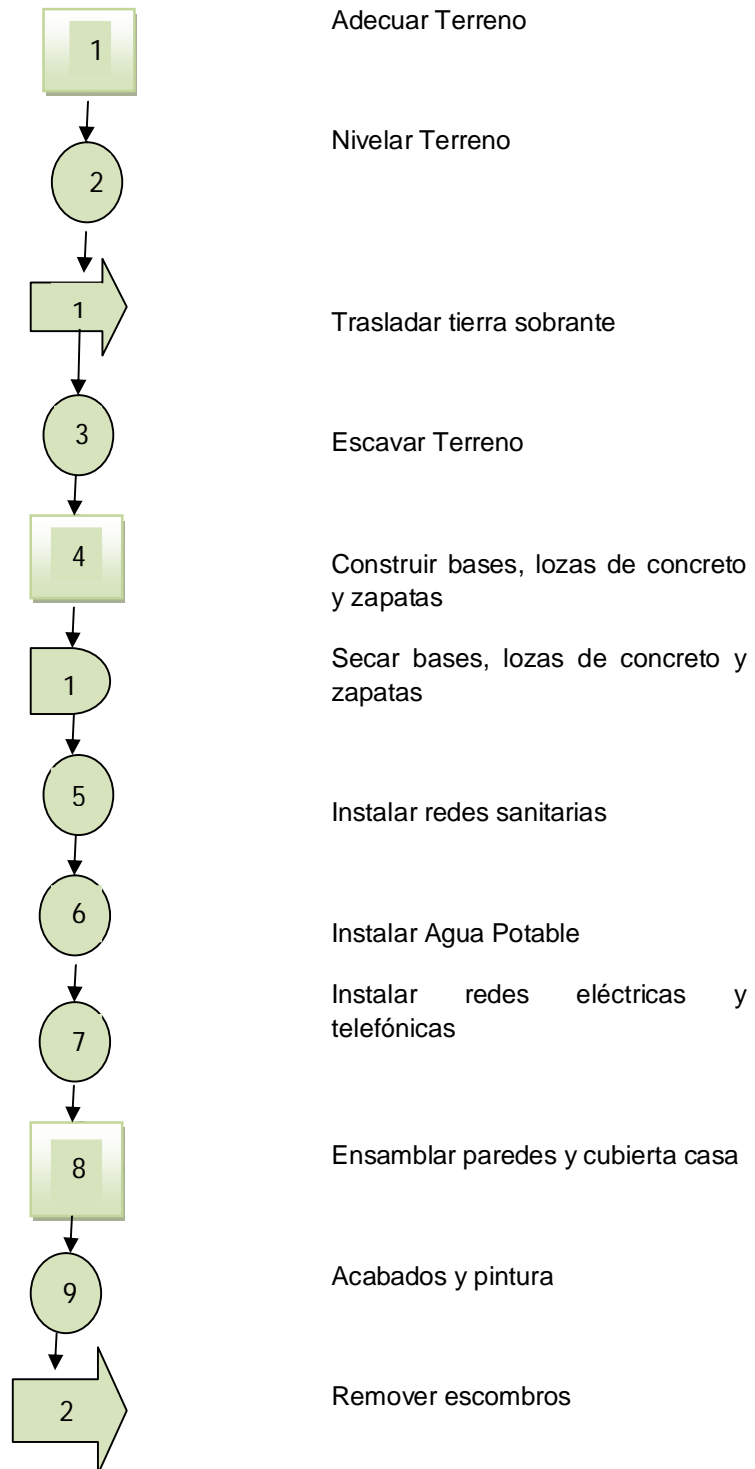 1 Adecuar Terreno
2 Nivelar Terreno
1 Trasladar tierra sobrante
3 Escavar Terreno
4 Construir bases, lozas de concreto
y zapatas
1 Secar bases, lozas de concreto y
zapatas
5 Instalar redes sanitarias
6 Instalar Agua Potable
7 Instalar redes eléctricas y
telefónicas
8 Ensamblar paredes y cubierta casa
9 Acabados y pintura
2 Remover escombros